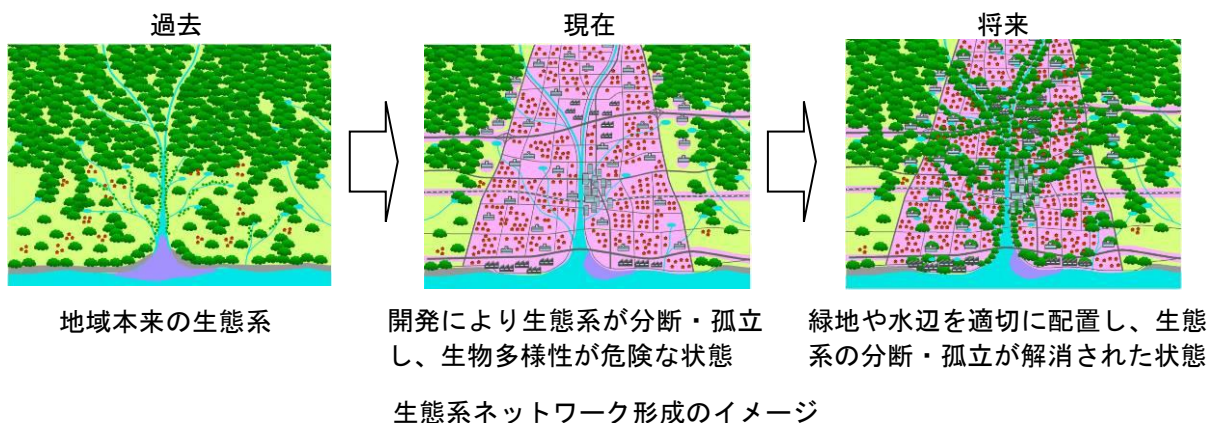 過去
現在
将来
地域本来の生態系
開発により生態系が分断・孤立
し、生物多様性が危険な状態
緑地や水辺を適切に配置し、生態
系の分断・孤立が解消された状態
生態系ネットワーク形成のイメージ